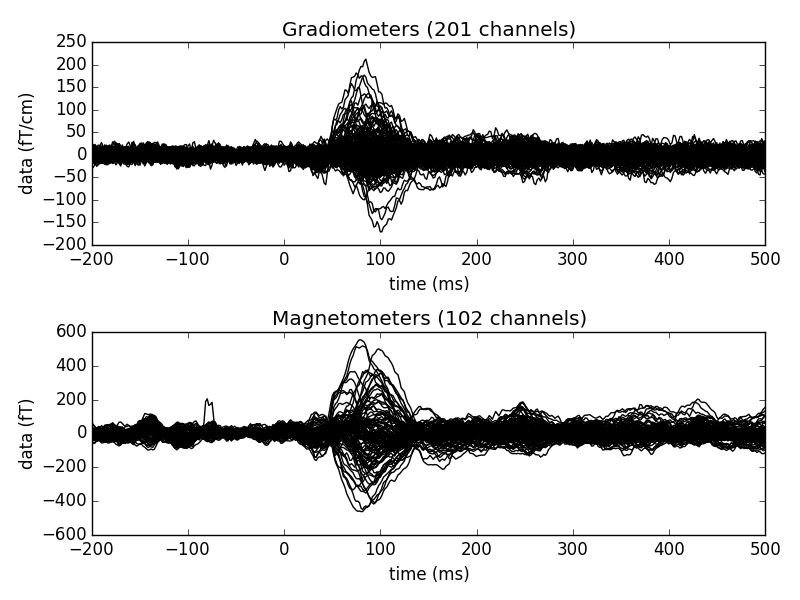 Gradiometers (201 channels)
250
200
150
100
50
0
−50
−100
−150
−200
data (fT/cm)
−200 −100 0 100 200 300 400 500
time (ms)
Magnetometers (102 channels)
600
400
200
0
−200
−400
−600
data (fT)
−200 −100 0 100 200 300 400 500
time (ms)